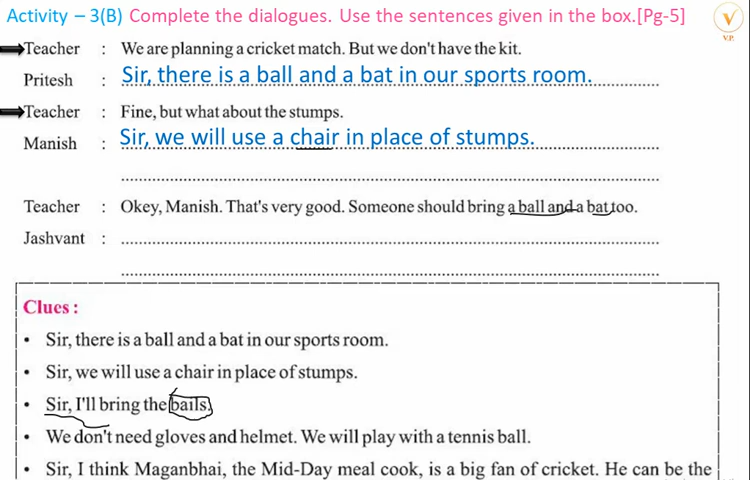 Activity – 3(B) Complete the dialogues. Use the sentences given in the box.[Pg-5]
V
V.P.
Teacher : We are planning a cricket match. But we don't have the kit.
Pritesh : Sir, there is a ball and a bat in our sports room.
Teacher : Fine, but what about the stumps.
Manish : Sir, we will use a chair in place of stumps.
Teacher : Okey, Manish. That's very good. Someone should bring a ball and a bat too.
Jashvant :
Clues :
• Sir, there is a ball and a bat in our sports room.
• Sir, we will use a chair in place of stumps.
• Sir, I'll bring the bails.
• We don't need gloves and helmet. We will play with a tennis ball.
• Sir, I think Maganbhai, the Mid-Day meal cook, is a big fan of cricket. He can be the